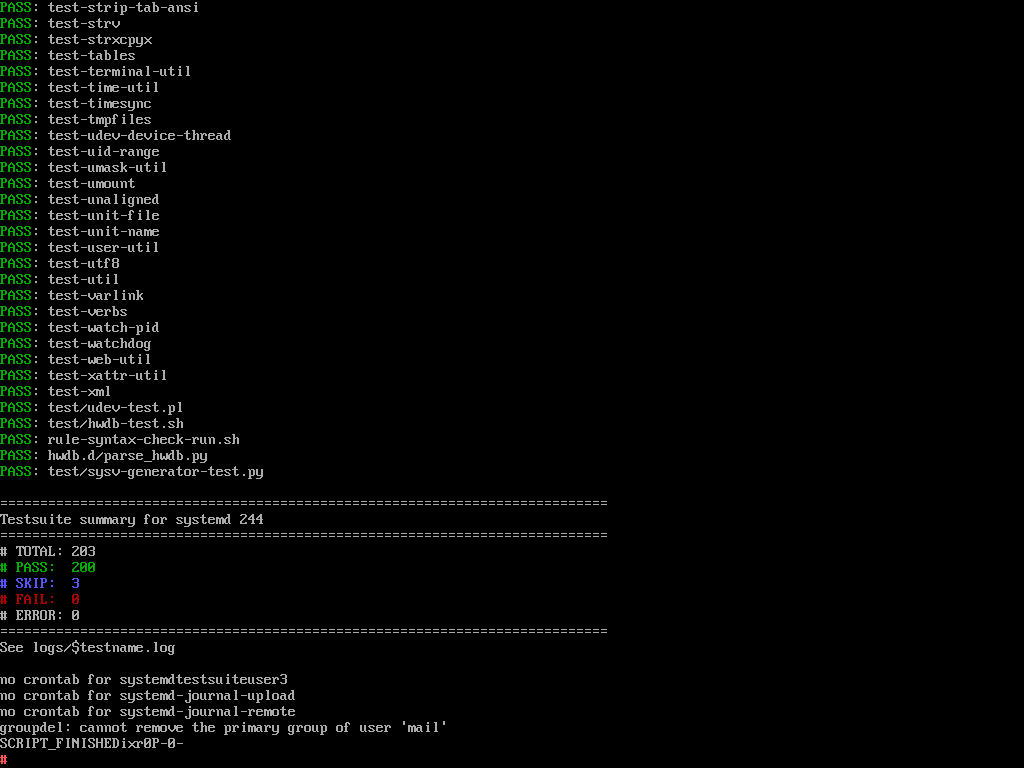 PASS: test-strip-tab-ansi
PASS: test-strv
PASS: test-strxcpyx
PASS: test-tables
PASS: test-terminal-util
PASS: test-time-util
PASS: test-timesync
PASS: test-tmpfiles
PASS: test-udev-device-thread
PASS: test-uid-range
PASS: test-umask-util
PASS: test-umount
PASS: test-unaligned
PASS: test-unit-file
PASS: test-unit-name
PASS: test-user-util
PASS: test-utf8
PASS: test-util
PASS: test-varlink
PASS: test-verbs
PASS: test-watch-pid
PASS: test-watchdog
PASS: test-web-util
PASS: test-xattr-util
PASS: test-xml
PASS: test/udev-test.pl
PASS: test/hwdb-test.sh
PASS: rule-syntax-check-run.sh
PASS: hwdb.d/parse_hwdb.py
PASS: test/sysv-generator-test.py
============================================================================
Testsuite summary for systemd 244
============================================================================
# TOTAL: 203
# PASS:  200
# SKIP:  3
# FAIL:  0
# ERROR: 0
============================================================================
See logs/$testname.log
no crontab for systemdtestsuiteuser3
no crontab for systemd-journal-upload
no crontab for systemd-journal-remote
groupdel: cannot remove the primary group of user 'mail'
SCRIPT_FINISHEDixr0P-0-
#